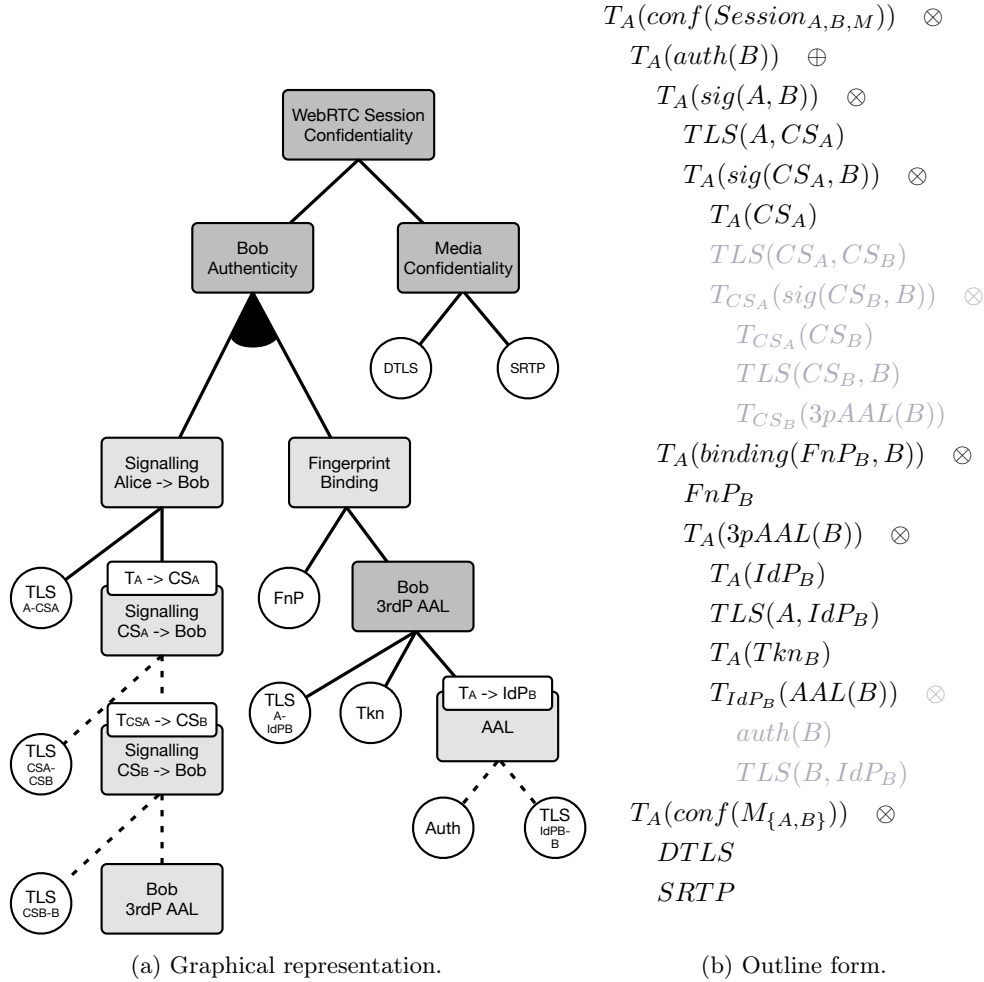 WebRTC Session
Confidentiality
Bob
Authenticity
Media
Confidentiality
DTLS
SRTP
Signalling
Alice -> Bob
Fingerprint
Binding
TLS
A-CSA
TA -> CSA
Signalling
CSA -> Bob
FnP
Bob
3rdP AAL
TLS
A-
IdPB
Tkn
TA -> IdPB
AAL
TLS
CSA-
CSB
TCSA -> CSB
Signalling
CSB -> Bob
Auth
TLS
IdPB-
B
TLS
CSB-B
Bob
3rdP AAL
(a) Graphical representation.
T_A(conf(Session_{A,B,M})) ⊗
T_A(auth(B)) ⊕
T_A(sig(A, B)) ⊗
TLS(A, CS_A)
T_A(sig(CS_A, B)) ⊗
T_A(CS_A)
TLS(CS_A, CS_B)
T_{CS_A}(sig(CS_B, B)) ⊗
T_{CS_A}(CS_B)
TLS(CS_B, B)
T_{CS_B}(3pAAL(B))
T_A(binding(FnP_B, B)) ⊗
FnP_B
T_A(3pAAL(B)) ⊗
T_A(IdP_B)
TLS(A, IdP_B)
T_A(Tkn_B)
T_{IdP_B}(AAL(B)) ⊗
auth(B)
TLS(B, IdP_B)
T_A(conf(M_{{A,B}})) ⊗
DTLS
SRTP
(b) Outline form.